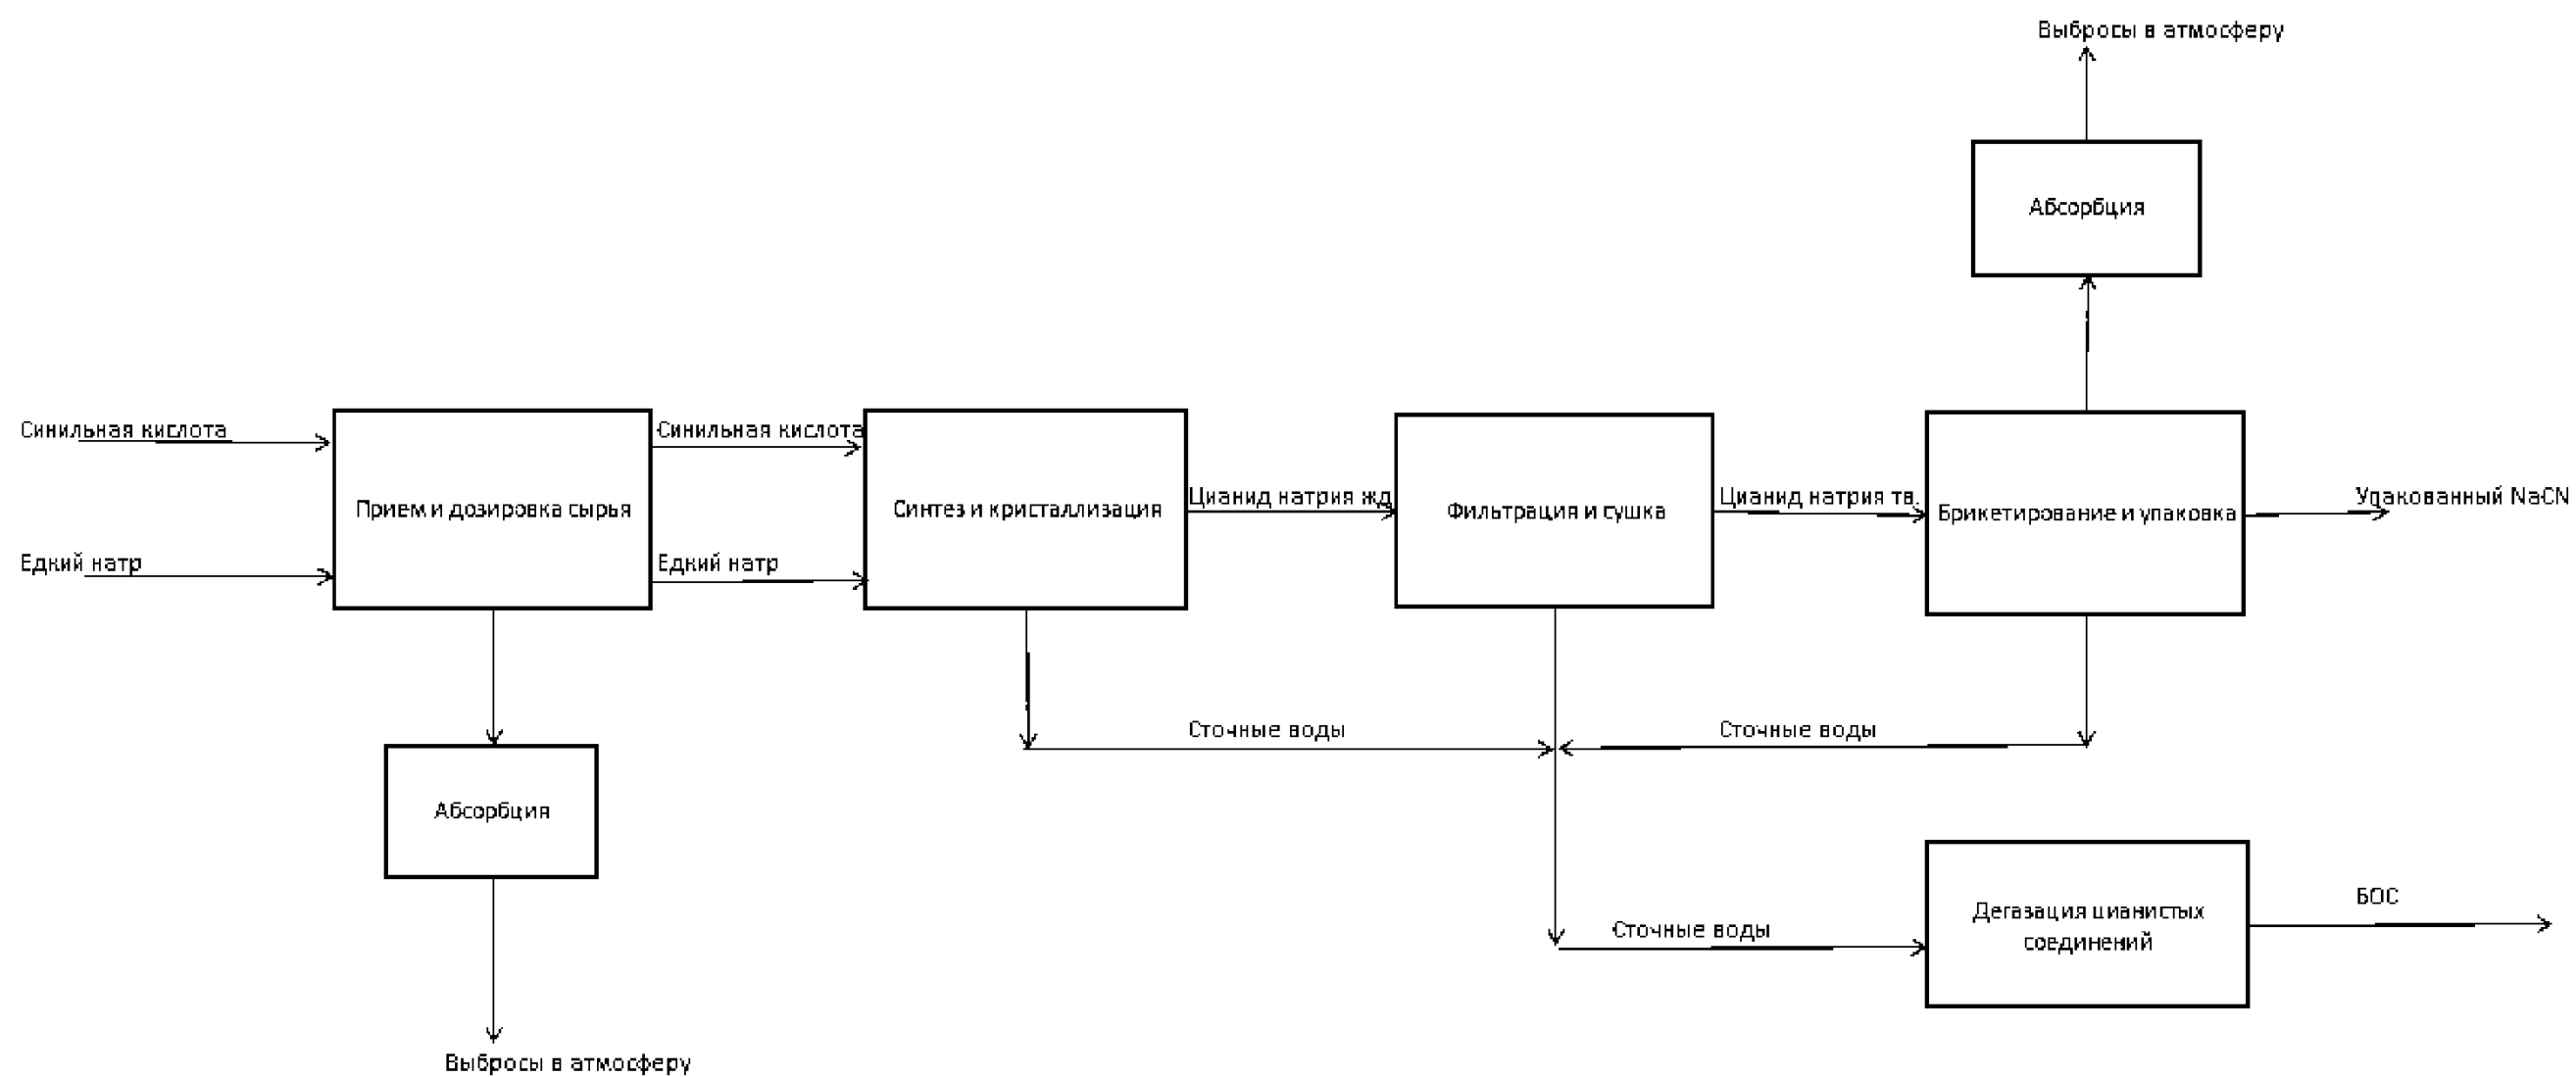 Выбросы в атмосферу
Абсорбция
Синильная кислота
Синильная кислота
Прием и дозировка сырья
Синтез и кристаллизация
Цианид натрия жд
Фильтрация и сушка
Цианид натрия тв.
Брикетирование и упаковка
Упакованный NaCN
Едкий натр
Едкий натр
Сточные воды
Сточные воды
Абсорбция
Сточные воды
Дегазация цианистых
соединений
БОС
Выбросы в атмосферу